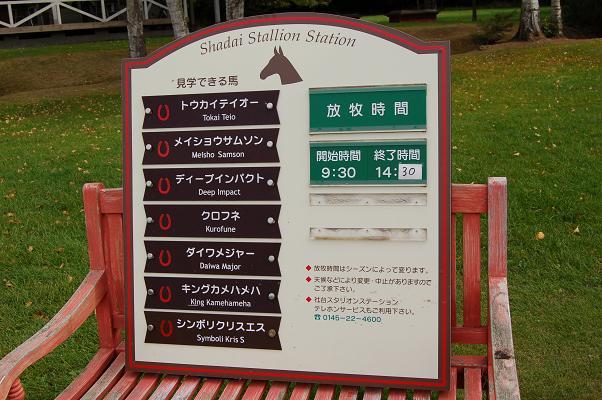 Shadai Stallion Station
見学できる馬
トウカイテイオー
Tokai Teio
メイショウサムソン
Meisho Samson
ディープインパクト
Deep Impact
クロフネ
Kurofune
ダイワメジャー
Daiwa Major
キングカメハメハ
King Kamehameha
シンボリクリスエス
Symboli Kris S
放牧時間
開始時間 終了時間
9:30 14:30
◆放牧時間はシーズンによって変ります。
◆天候などにより変更・中止がありますので
ご了承下さい。
◆社台スタリオンステーション
テレホンサービスもご利用下さい。
☎0145-22-4600